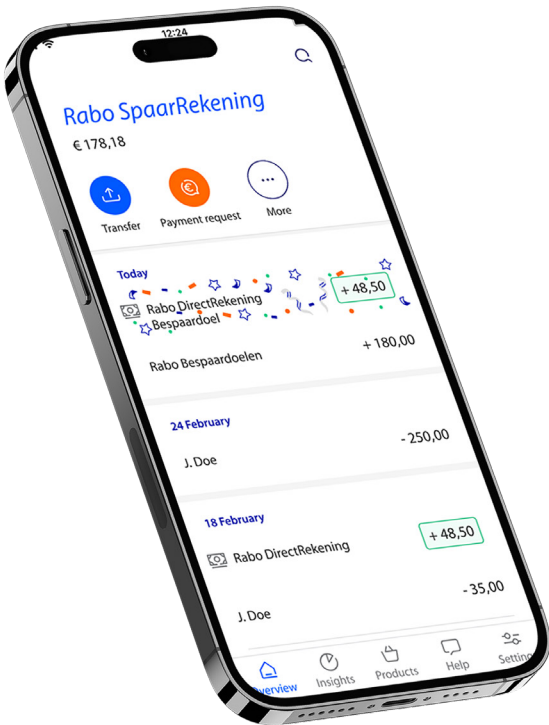 12:24
Rabo SpaarRekening
€ 178,18
Transfer
Payment request
More
Today
Rabo DirectRekening + 48,50
Bespaardoel
Rabo Bespaardoelen + 180,00
24 February
J. Doe - 250,00
18 February
Rabo DirectRekening + 48,50
J. Doe - 35,00
Overview Insights Products Help Setting